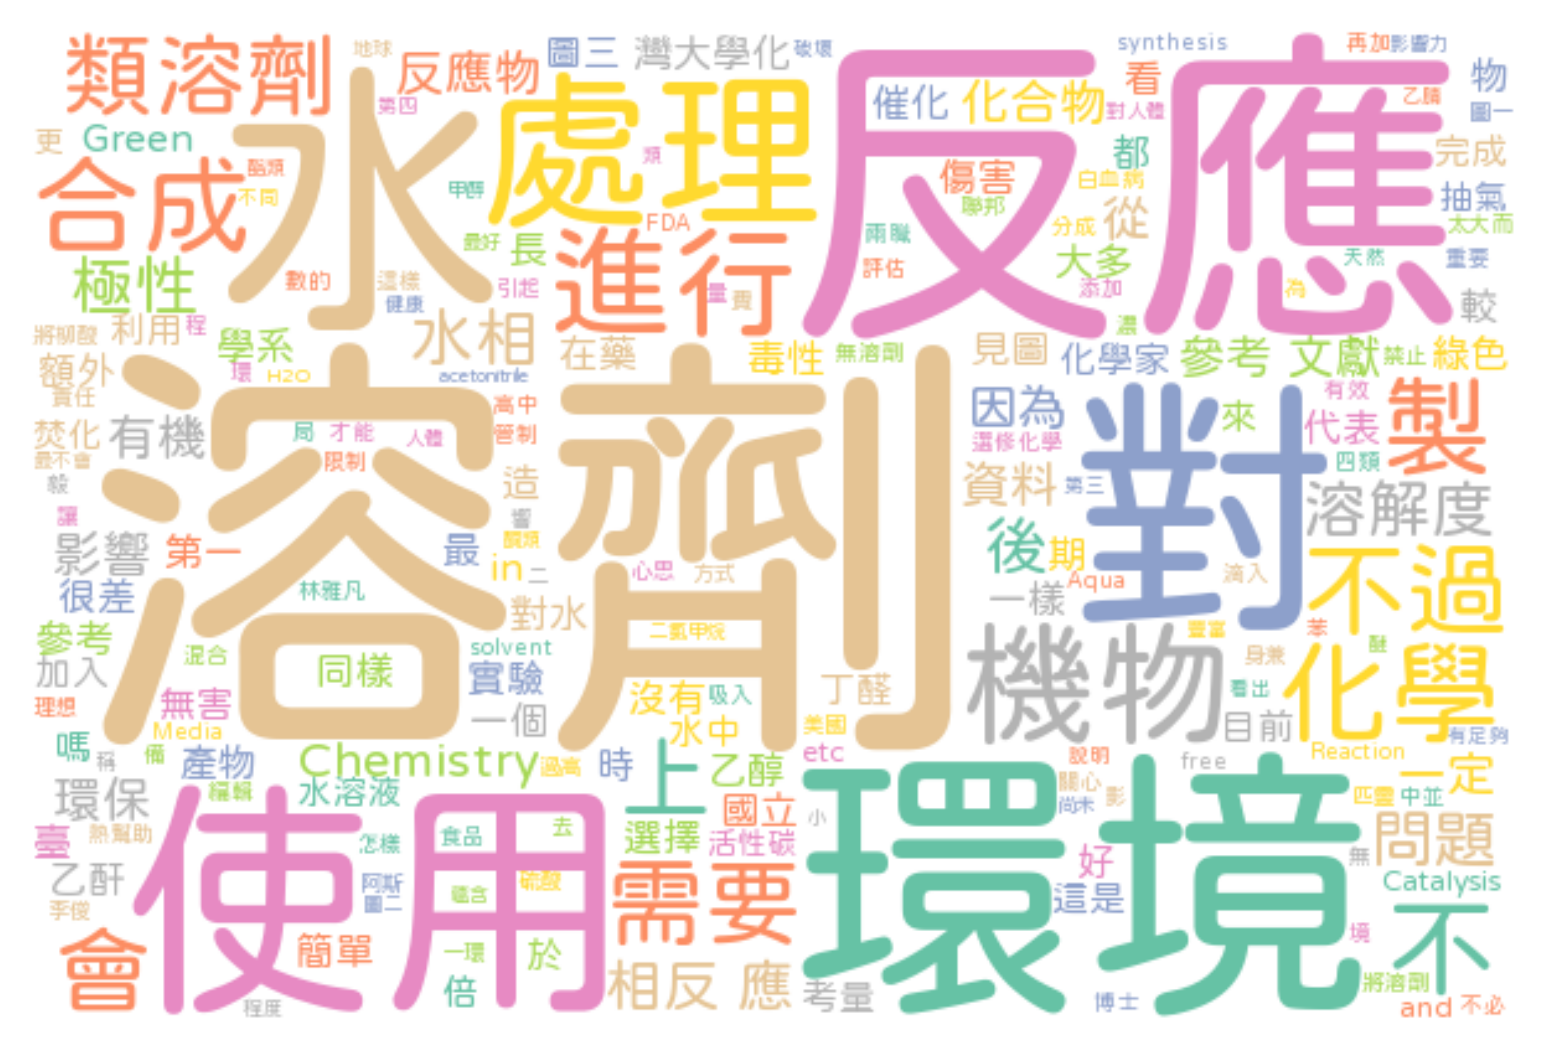 類溶劑
地球
反應物
圖三
灣大學化
破壞
synthesis
再加
影響力
看
物
第四
催化
化合物
對人體
乙腈
圖一
更
Green
水
處理
反應
類
都
完成
合成
酯類
不同
甲醇
傷害
白血病
抽氣
聯邦
FDA
分成
從
太大而
極性
最好
長
進行
兩職
評估
大多
天然
重要
數的
這樣
健康
引起
量
費
添加
為
較
將柳酸
利用
程
水相
濃
學系
環
H2O
在藥
毒性
無溶劑
見圖
化學家
參考
文獻
禁止
綠色
額外
責任
acetonitrile
溶劑
高中
管制
因為
選修化學
對
來
有效
代表
製
焚化
最不會
有機
局
才能
人體
限制
四類
毅
造
資料
第三
溶解度
讓
響
影響
第一
最
醌類
後
期
不過
in
二
心思
方式
Aqua
滴入
很差
林雅凡
對水
一樣
二氯甲烷
機物
豐富
苯
參考
混合
solvent
醚
化學
加入
同樣
實驗
身兼
看出
理想
無害
一個
沒有
吸入
丁醛
水中
美國
目前
Media
有足夠
嗎
稱
備
產物
Chemistry
過高
時
上
乙醇
etc
說明
free
Reaction
一定
環保
編輯
水溶液
環境
關心
尚未
影
匹靈
中並
國立
小
臺
熱幫助
使用
怎樣
食品
去
選擇
活性碳
好
無
問題
乙酐
阿斯
圖二
蘊含
硫酸
需要
這是
Catalysis
李俊
會
簡單
一環
於
境
不
倍
相反
應
考量
將溶劑
程度
博士
and
不必